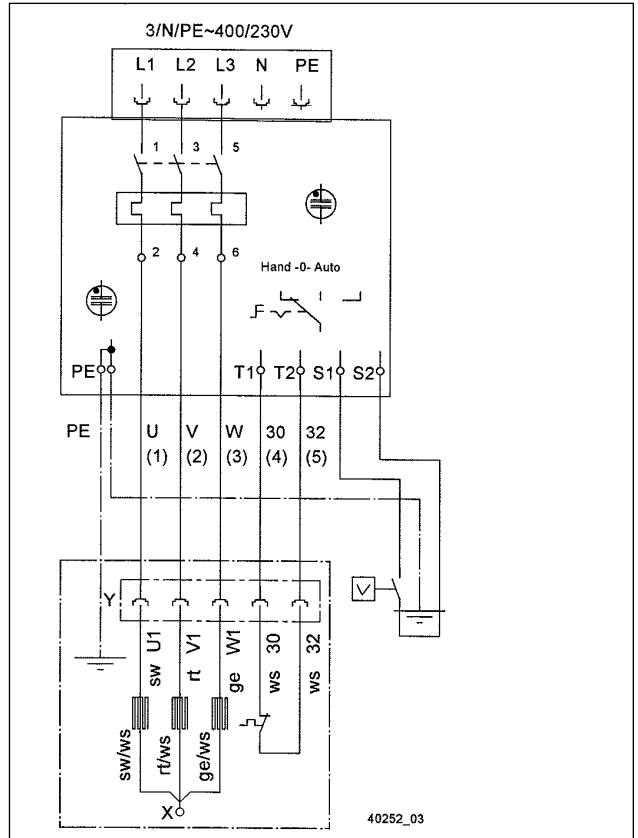 3/N/PE~400/230V
L1 L2 L3 N PE
1 3 5
2 4 6
Hand -0- Auto
PE T1 T2 S1 S2
PE U V W 30 32
(1) (2) (3) (4) (5)
Y
U1 V1 W1 30 32
sw rt ge ws ws
sw/ws rt/ws ge/ws
X
40252_03